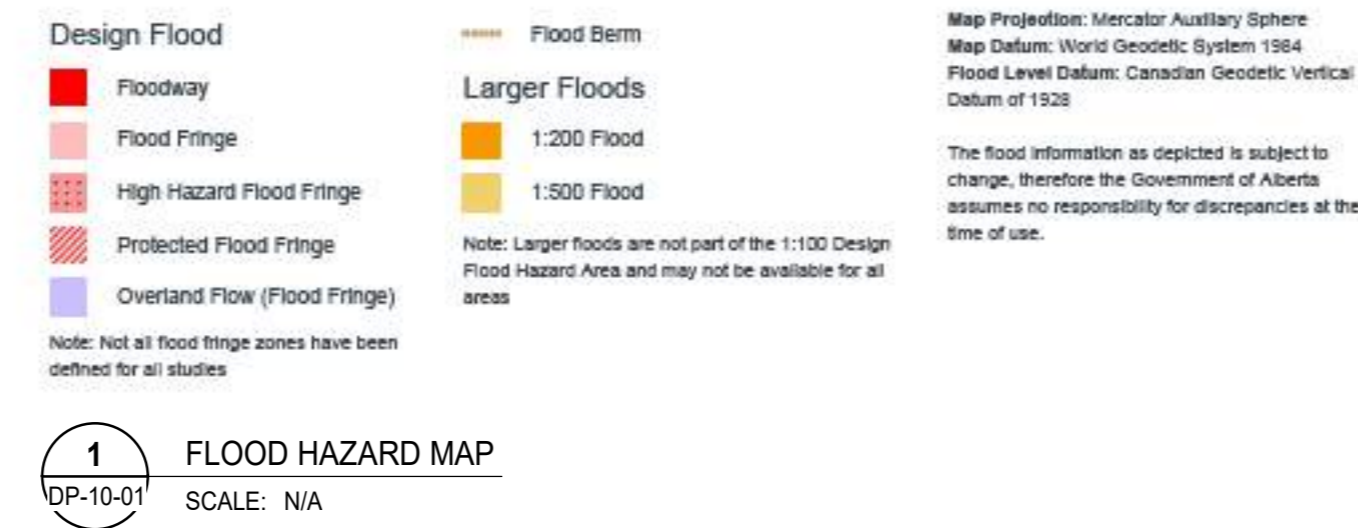 Design Flood
Floodway
Flood Fringe
High Hazard Flood Fringe
Protected Flood Fringe
Overland Flow (Flood Fringe)
Note: Not all flood fringe zones have been
defined for all studies
Flood Berm
Larger Floods
1:200 Flood
1:500 Flood
Note: Larger floods are not part of the 1:100 Design
Flood Hazard Area and may not be available for all
areas
Map Projection: Mercator Auxiliary Sphere
Map Datum: World Geodetic System 1984
Flood Level Datum: Canadian Geodetic Vertical
Datum of 1928
The flood information as depicted is subject to
change, therefore the Government of Alberta
assumes no responsibility for discrepancies at the
time of use.
1
DP-10-01
FLOOD HAZARD MAP
SCALE: N/A